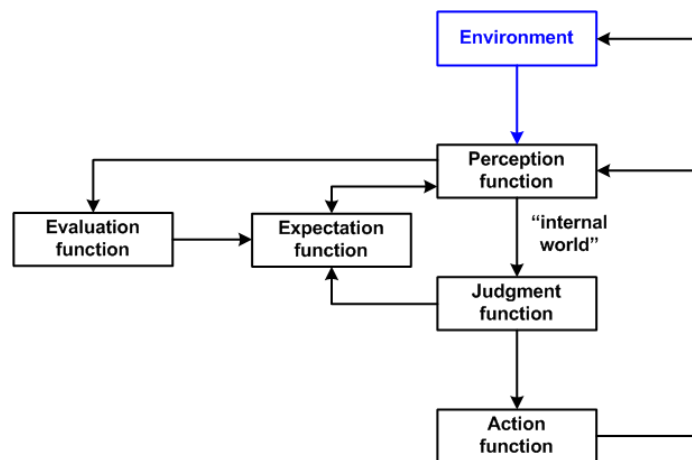 Environment
Perception
function
Evaluation
function
Expectation
function
“internal
world”
Judgment
function
Action
function